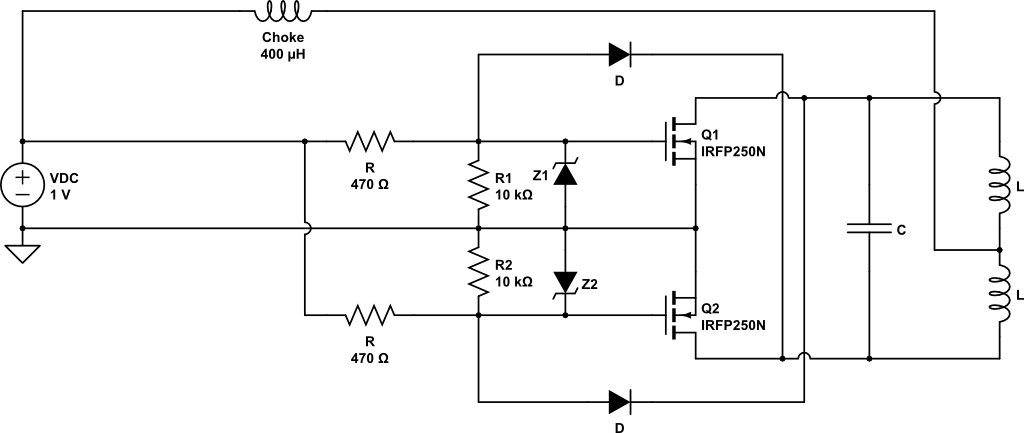 Choke
400 µH
D
VDC
1 V
R
470 Ω
Q1
IRFP250N
R1
10 kΩ
Z1
L
C
R2
10 kΩ
Z2
L
Q2
IRFP250N
R
470 Ω
D